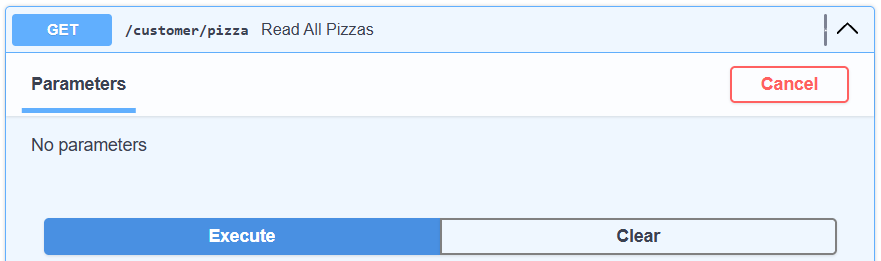 GET /customer/pizza Read All Pizzas
Parameters Cancel
No parameters
Execute Clear